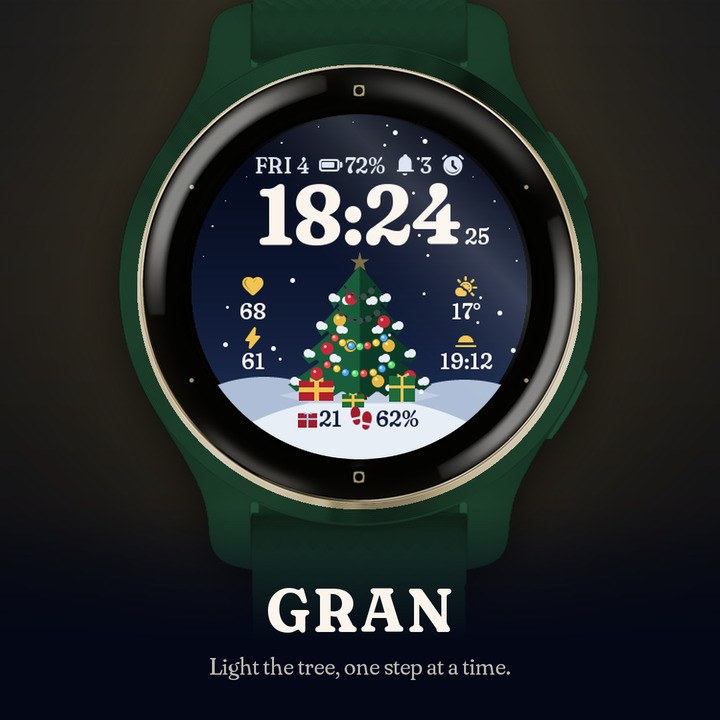 FRI 4 72% 3
18:24 25
68 17°
61 19:12
21 62%
GRAN
Light the tree, one step at a time.